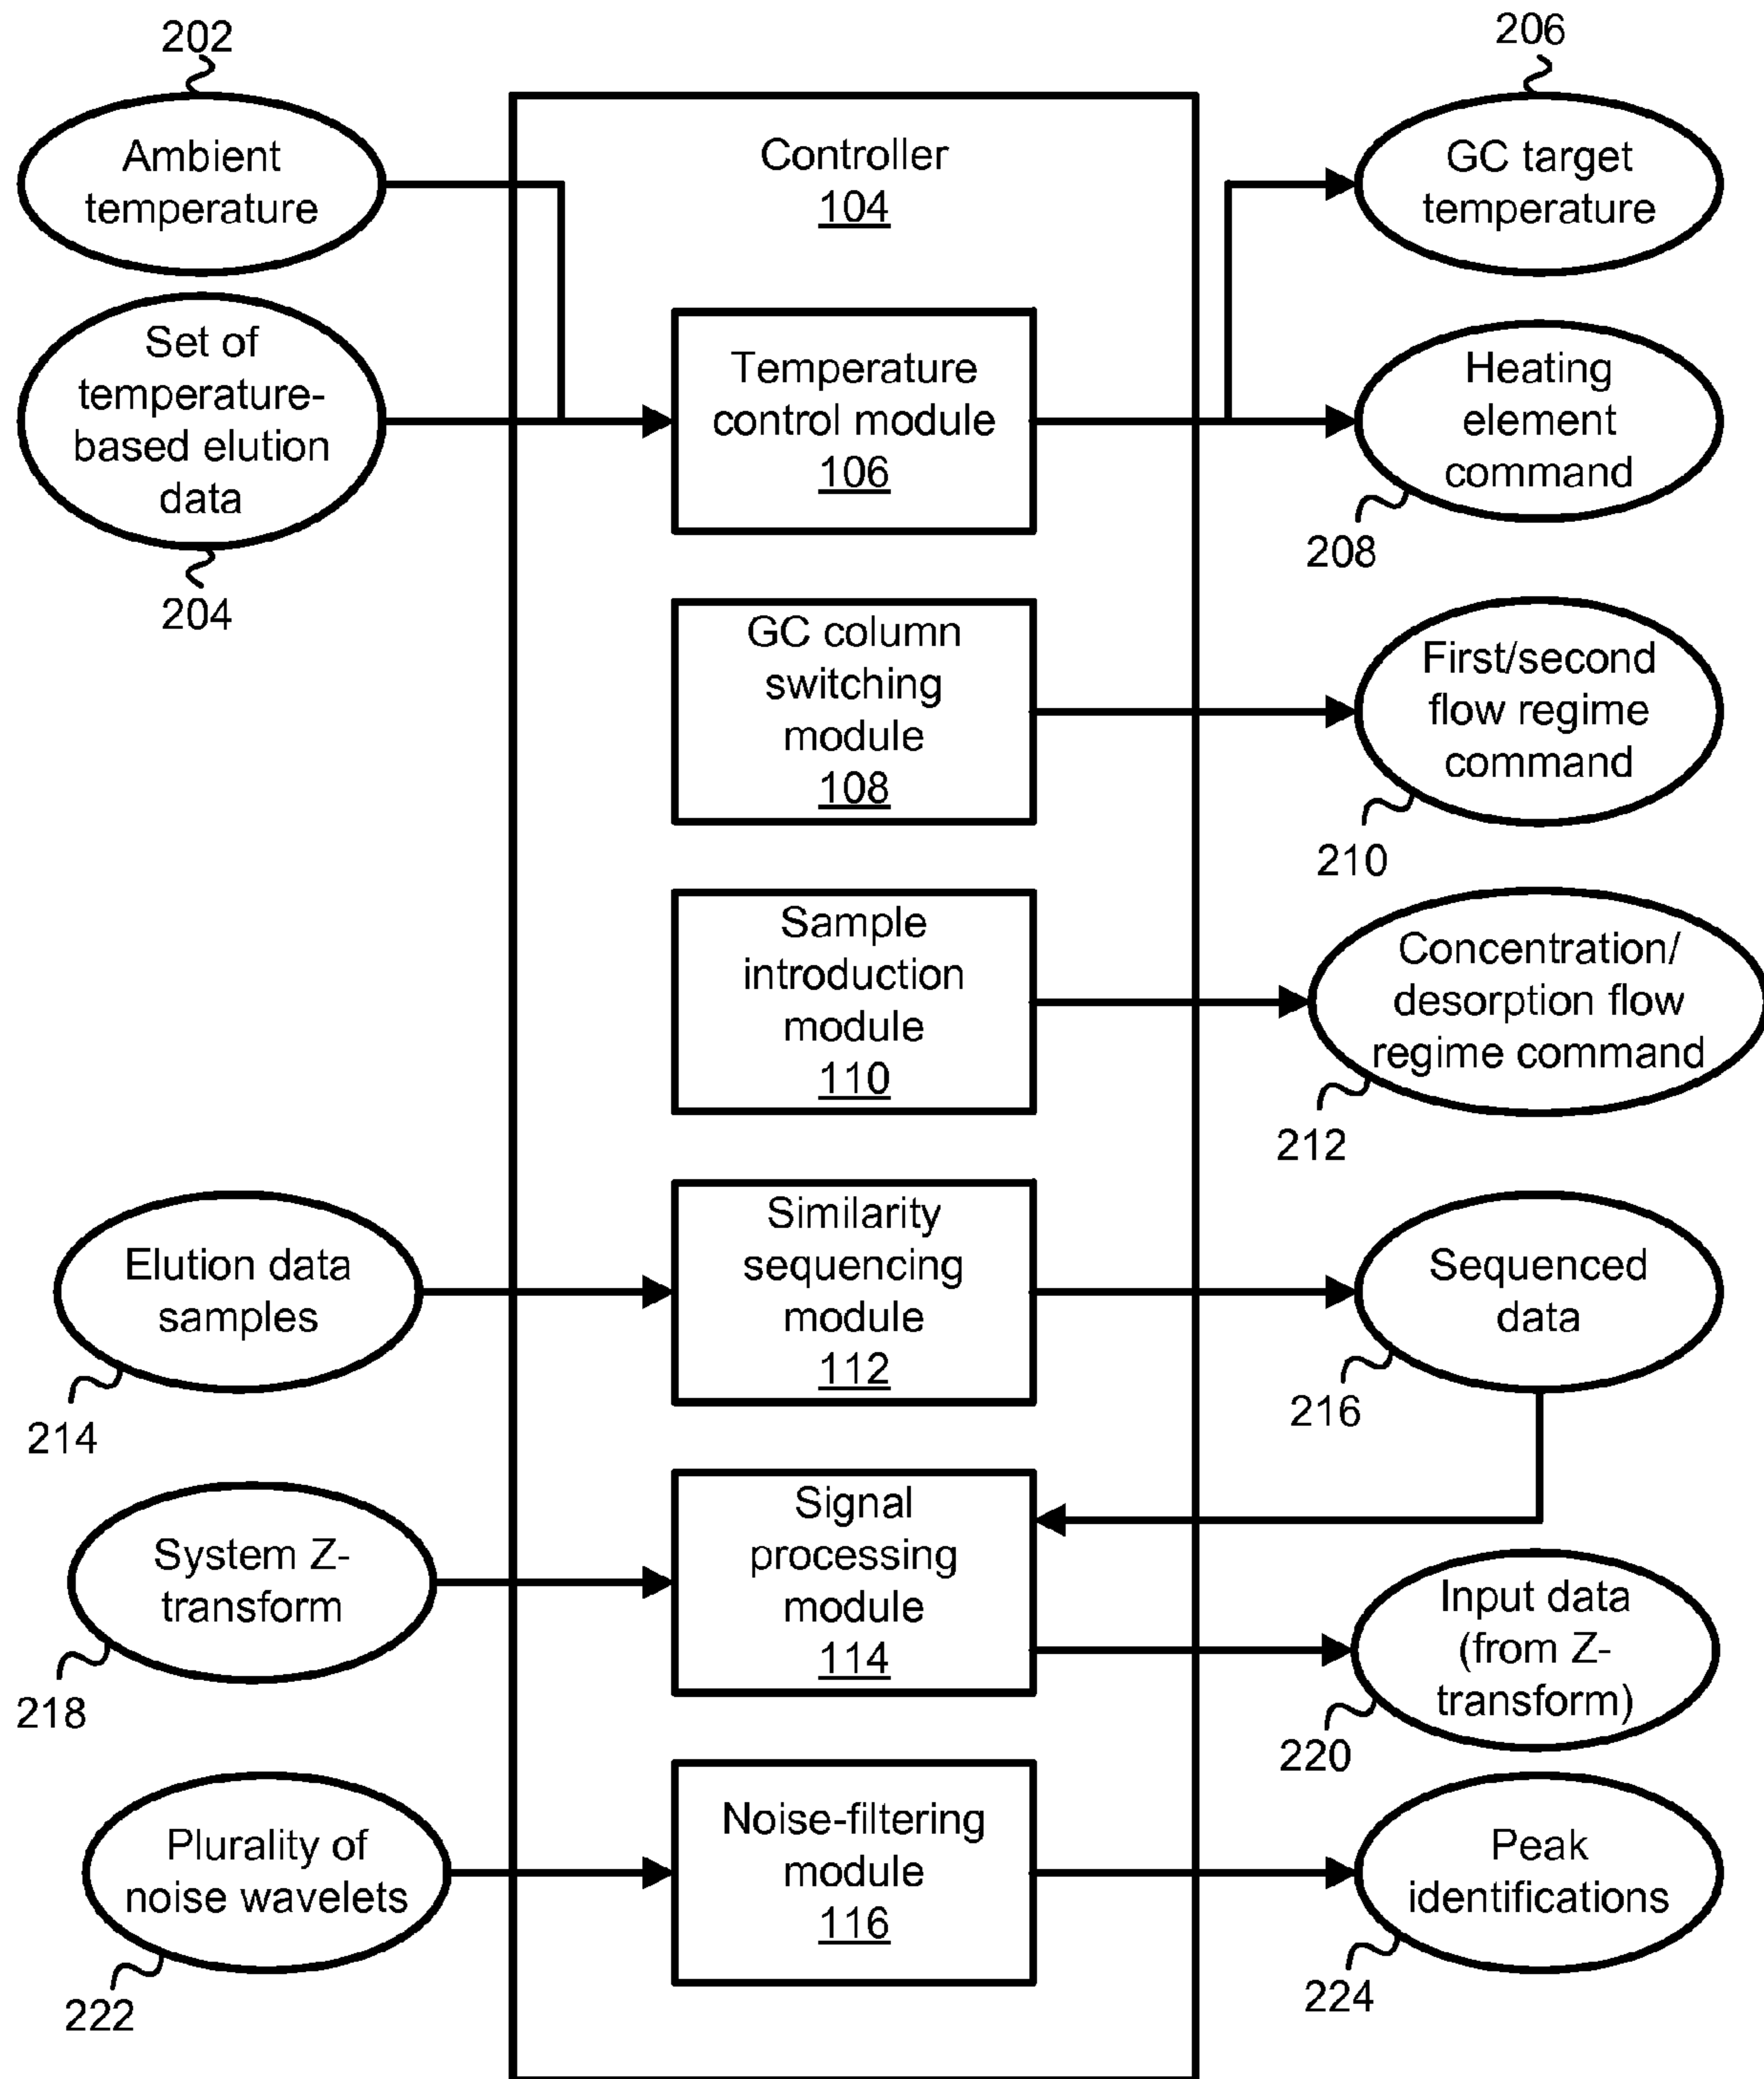 202
206
Ambient
temperature
Controller
104
GC target
temperature
Set of
temperature-
based elution
data
204
Temperature
control module
106
Heating
element
command
208
GC column
switching
module
108
First/second
flow regime
command
210
Sample
introduction
module
110
Concentration/
desorption flow
regime command
212
Elution data
samples
214
Similarity
sequencing
module
112
Sequenced
data
216
System Z-
transform
218
Signal
processing
module
114
Input data
(from Z-
transform)
220
Plurality of
noise wavelets
222
Noise-filtering
module
116
Peak
identifications
224